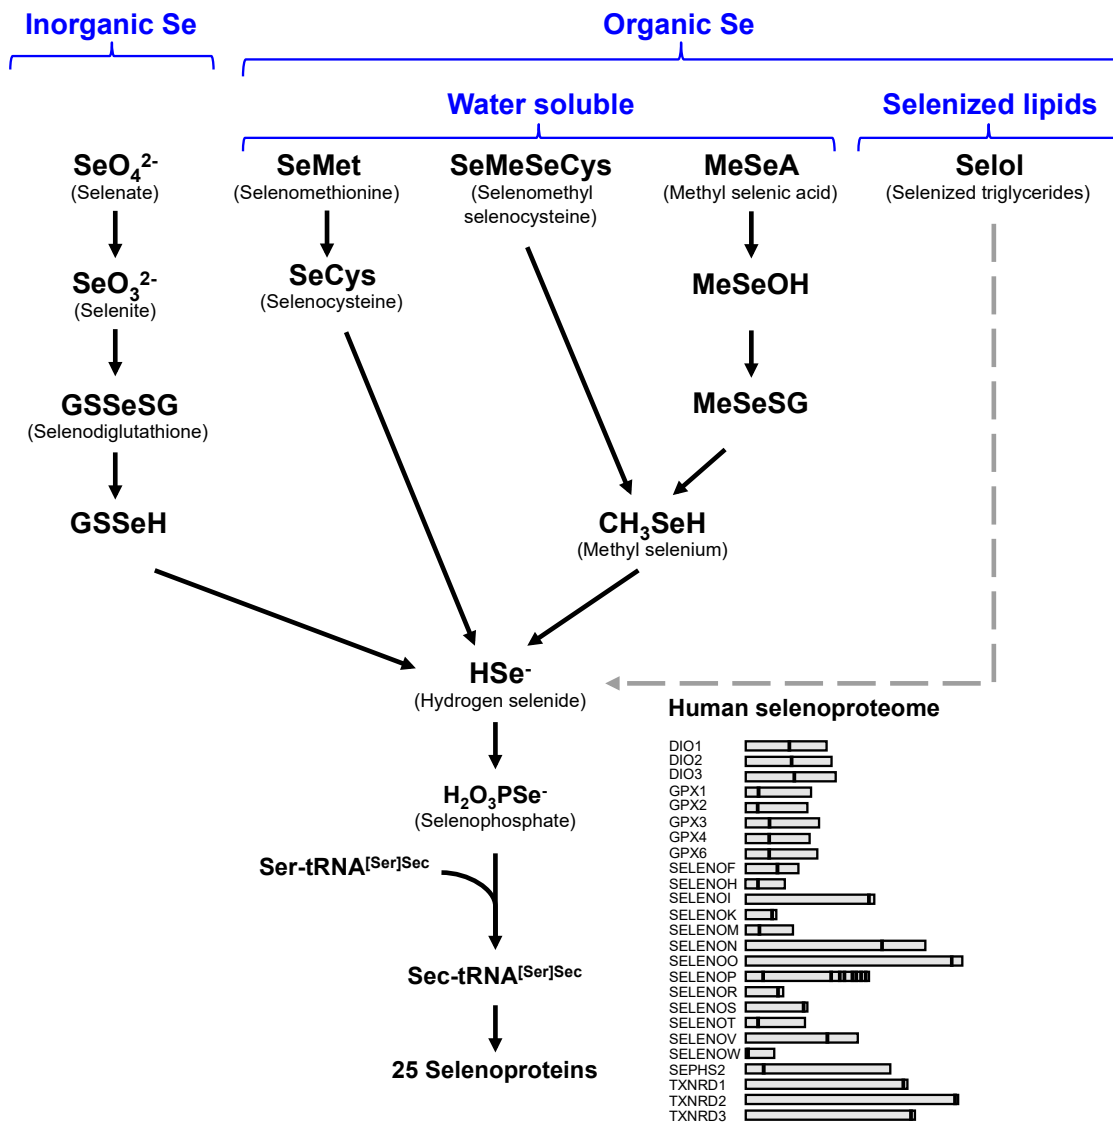 Inorganic Se
Organic Se
Water soluble
Selenized lipids
SeO₄²⁻
(Selenate)
SeMet
(Selenomethionine)
SeMeSeCys
(Selenomethyl
selenocysteine)
MeSeA
(Methyl selenic acid)
Selol
(Selenized triglycerides)
SeO₃²⁻
(Selenite)
SeCys
(Selenocysteine)
MeSeOH
GSSeSG
(Selenodiglutathione)
MeSeSG
GSSeH
CH₃SeH
(Methyl selenium)
HSe⁻
(Hydrogen selenide)
H₂O₃PSe⁻
(Selenophosphate)
Ser-tRNA[Ser]Sec
Sec-tRNA[Ser]Sec
25 Selenoproteins
Human selenoproteome
DIO1
DIO2
DIO3
GPX1
GPX2
GPX3
GPX4
GPX6
SELENOF
SELENOH
SELENOI
SELENOK
SELENOM
SELENON
SELENOO
SELENOP
SELENOR
SELENOS
SELENOT
SELENOV
SELENOW
SEPHS2
TXNRD1
TXNRD2
TXNRD3